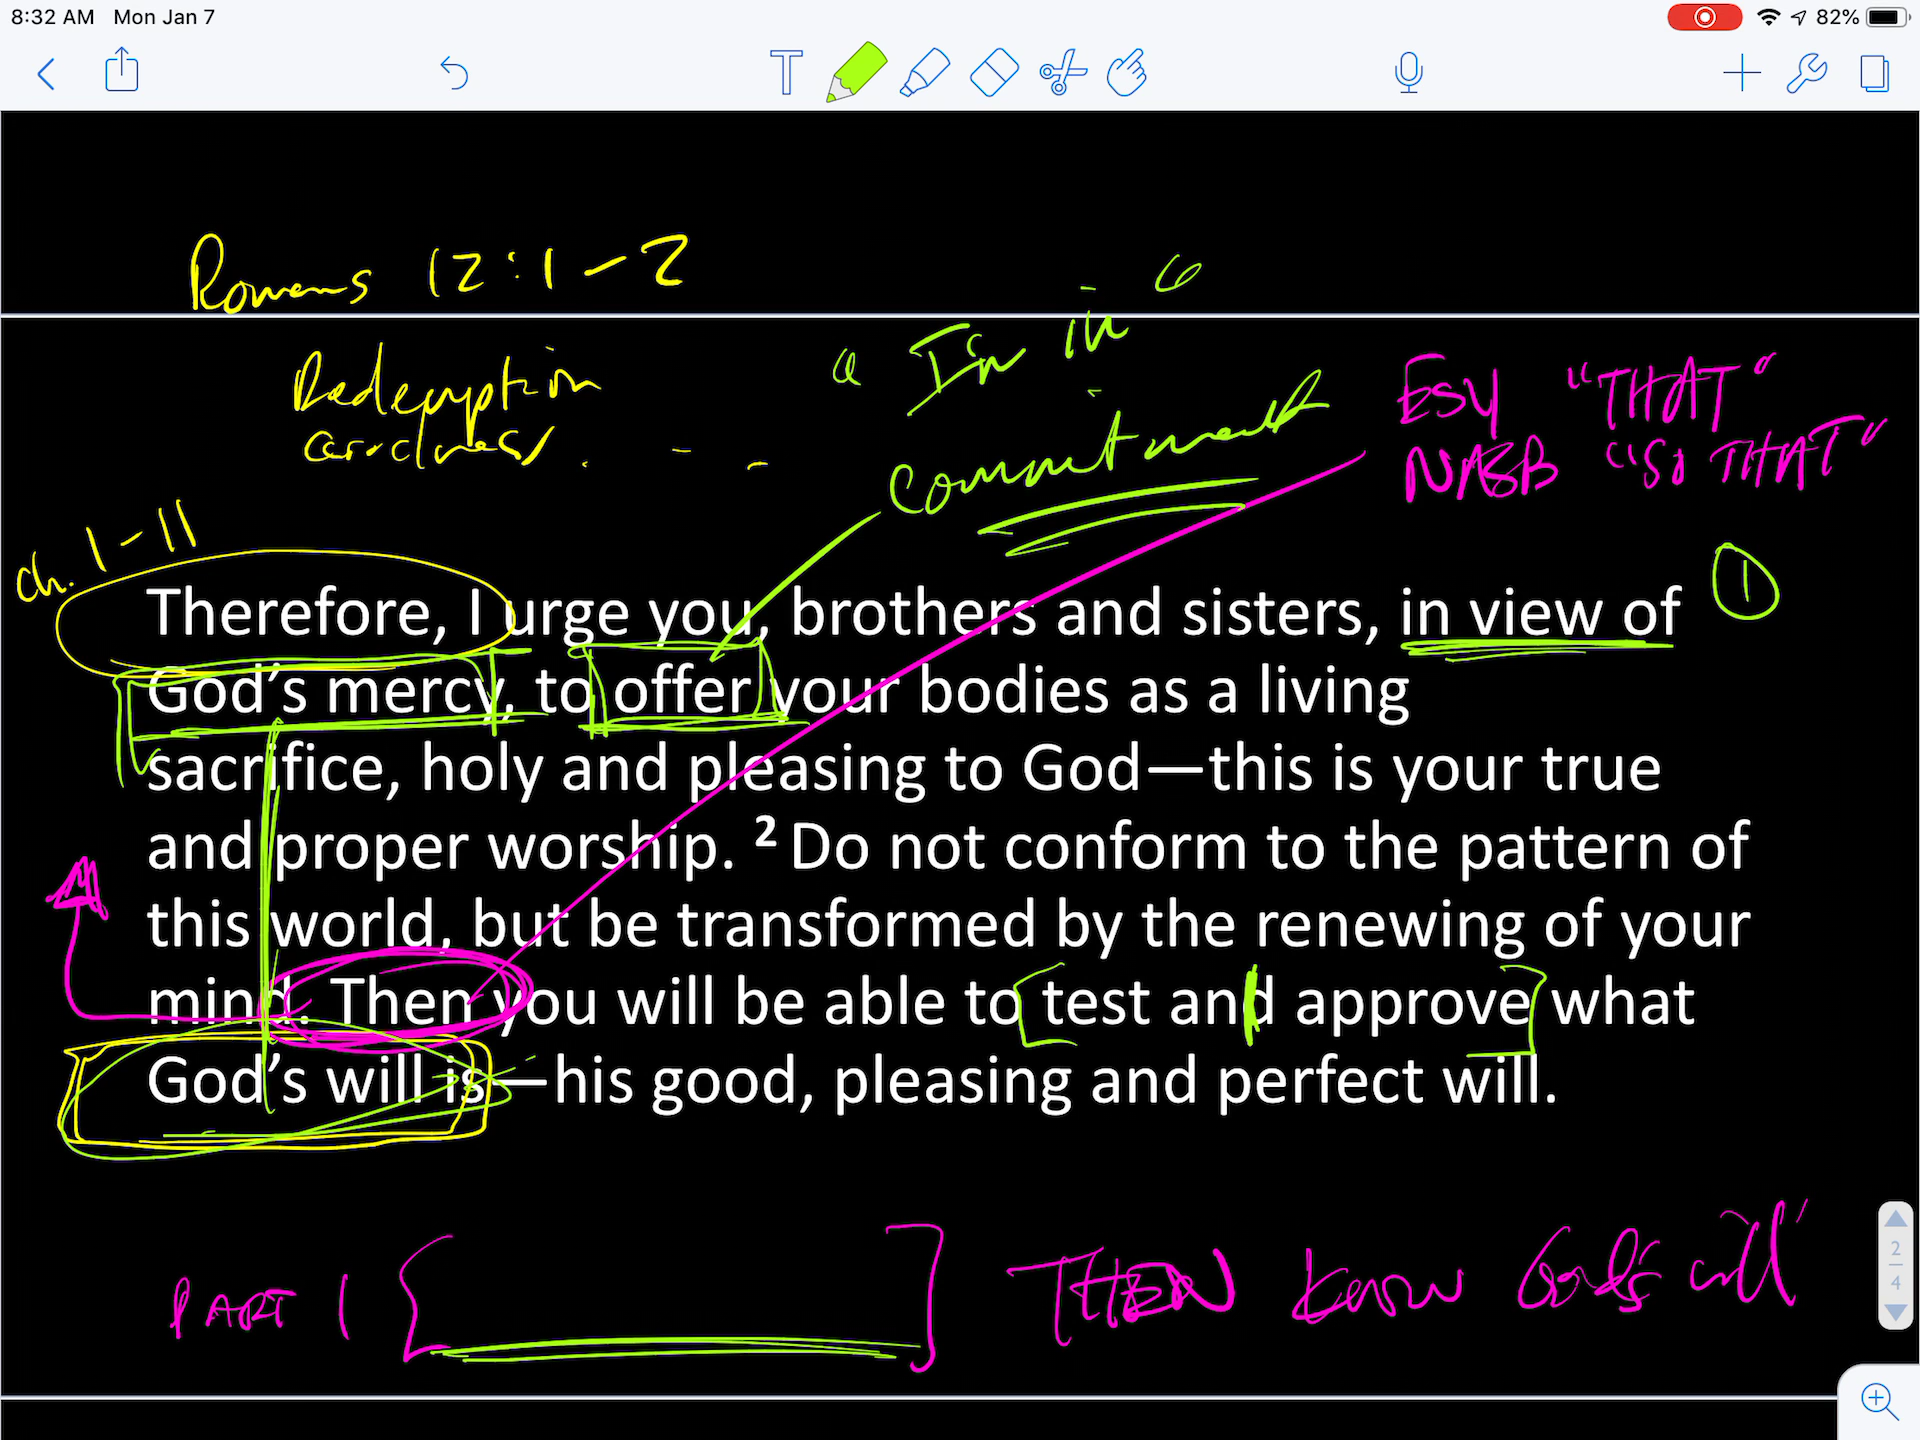 8:32 AM Mon Jan 7
82%
T
Romans 12:1-2
Redemption
"In in"
commitment
ESV "THAT"
NASB "SO THAT"
ch. 1-11
1
Therefore, I urge you, brothers and sisters, in view of
God's mercy, to offer your bodies as a living
sacrifice, holy and pleasing to God—this is your true
and proper worship. ² Do not conform to the pattern of
this world, but be transformed by the renewing of your
mind. Then you will be able to test and approve what
God's will is—his good, pleasing and perfect will.
PART 1 [ ] THEN know God's will
2
4